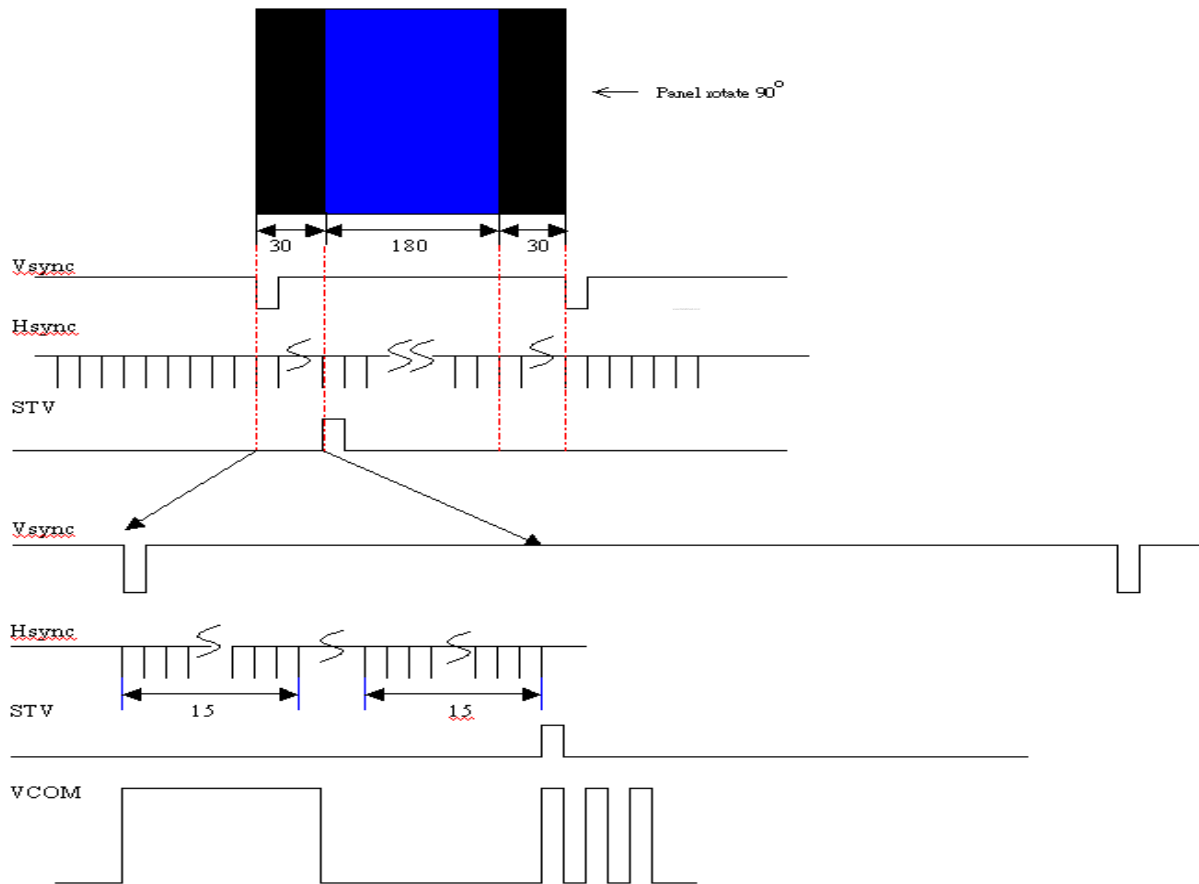 Panel rotate 90°
30 180 30
Vsync
Hsync
STV
Vsync
Hsync
15 15
STV
VCOM